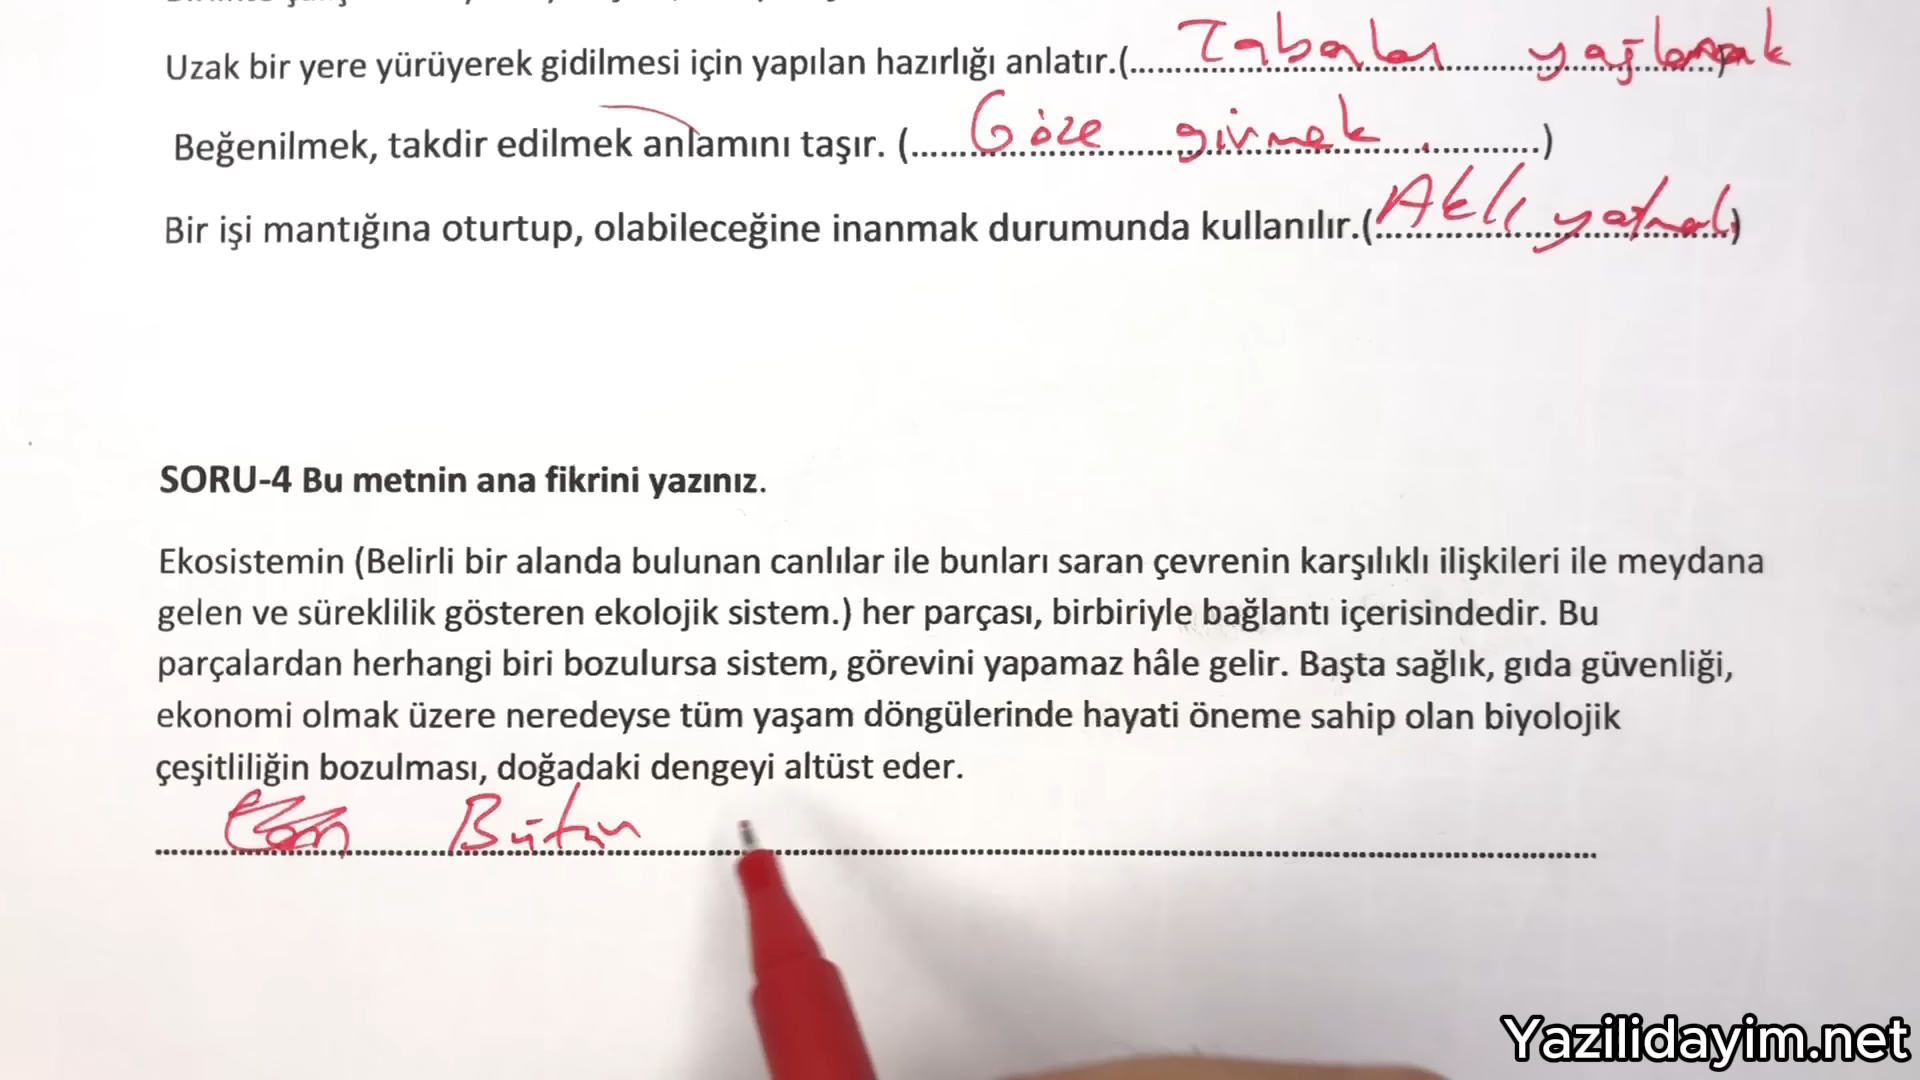 Uzak bir yere yürüyerek gidilmesi için yapılan hazırlığı anlatır.(.......Tabanları yağlamak.......)
Beğenilmek, takdir edilmek anlamını taşır. (.......Göze girmek.......)
Bir işi mantığına oturtup, olabileceğine inanmak durumunda kullanılır.(.......Aklı yatmak.......)
SORU-4 Bu metnin ana fikrini yazınız.
Ekosistemin (Belirli bir alanda bulunan canlılar ile bunları saran çevrenin karşılıklı ilişkileri ile meydana
gelen ve süreklilik gösteren ekolojik sistem.) her parçası, birbiriyle bağlantı içerisindedir. Bu
parçalardan herhangi biri bozulursa sistem, görevini yapamaz hâle gelir. Başta sağlık, gıda güvenliği,
ekonomi olmak üzere neredeyse tüm yaşam döngülerinde hayati öneme sahip olan biyolojik
çeşitliliğin bozulması, doğadaki dengeyi altüst eder.
Bütün
Yazilidayim.net